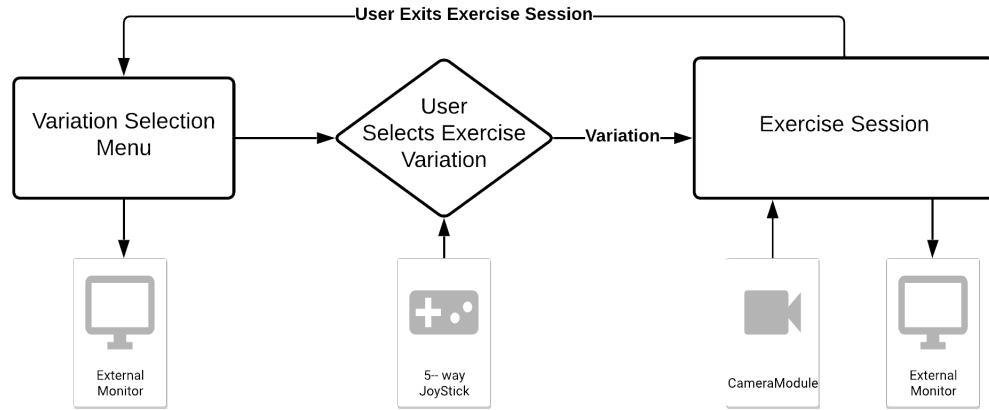 User Exits Exercise Session
Variation Selection
Menu
User
Selects Exercise
Variation
Variation
Exercise Session
External
Monitor
5-- way
JoyStick
CameraModule
External
Monitor